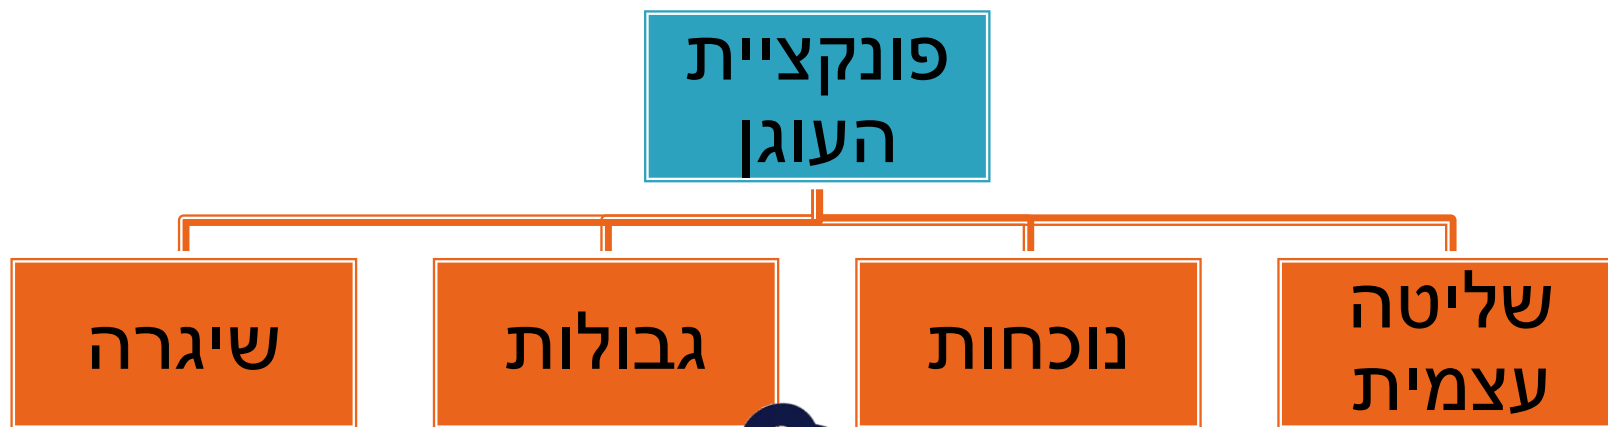 פונקציית
העוגן
שליטה
עצמית
נוכחות
גבולות
שיגרה